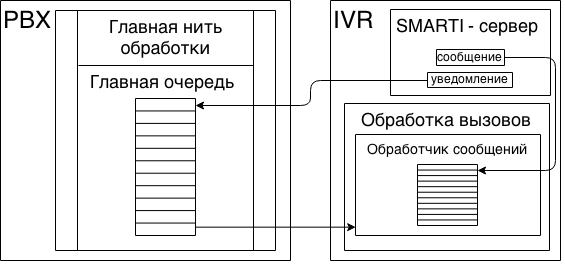 PBX
Главная нить
обработки
Главная очередь
IVR
SMARTI - сервер
сообщение
уведомление
Обработка вызовов
Обработчик сообщений